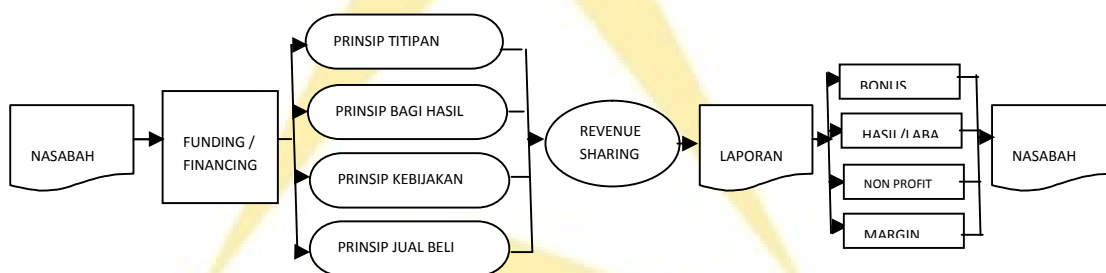 NASABAH
FUNDING /
FINANCING
PRINSIP TITIPAN
PRINSIP BAGI HASIL
PRINSIP KEBIJAKAN
PRINSIP JUAL BELI
REVENUE
SHARING
LAPORAN
BONUS
HASIL/LABA
NON PROFIT
MARGIN
NASABAH